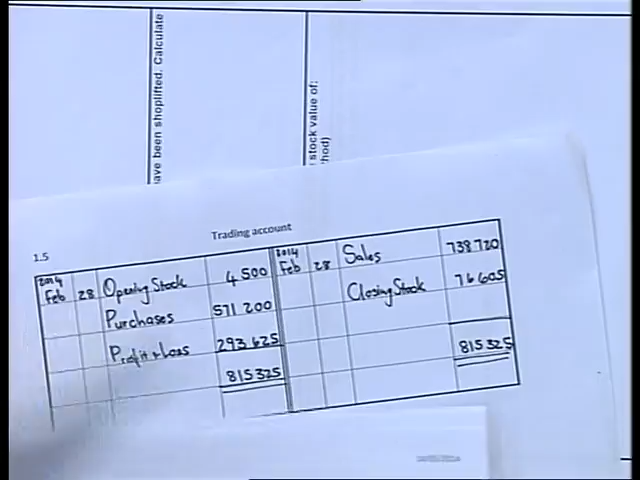 ave been shoplifted. Calculate
stock value of:
hod)
1.5
Trading account
2014 Feb 28 Opening Stock 4 500 2014 Feb 28 Sales 738 720
Purchases 571 200 Closing Stock 76 605
Profit + Loss 293 625
815 325 815 325